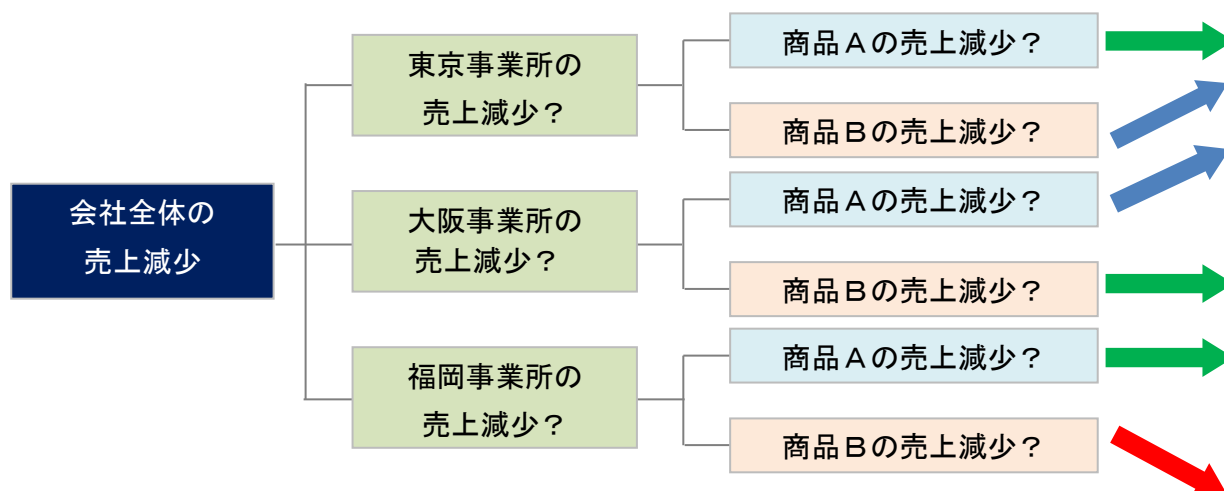 会社全体の
売上減少
東京事業所の
売上減少？
商品Ａの売上減少？
商品Ｂの売上減少？
大阪事業所の
売上減少？
商品Ａの売上減少？
商品Ｂの売上減少？
福岡事業所の
売上減少？
商品Ａの売上減少？
商品Ｂの売上減少？